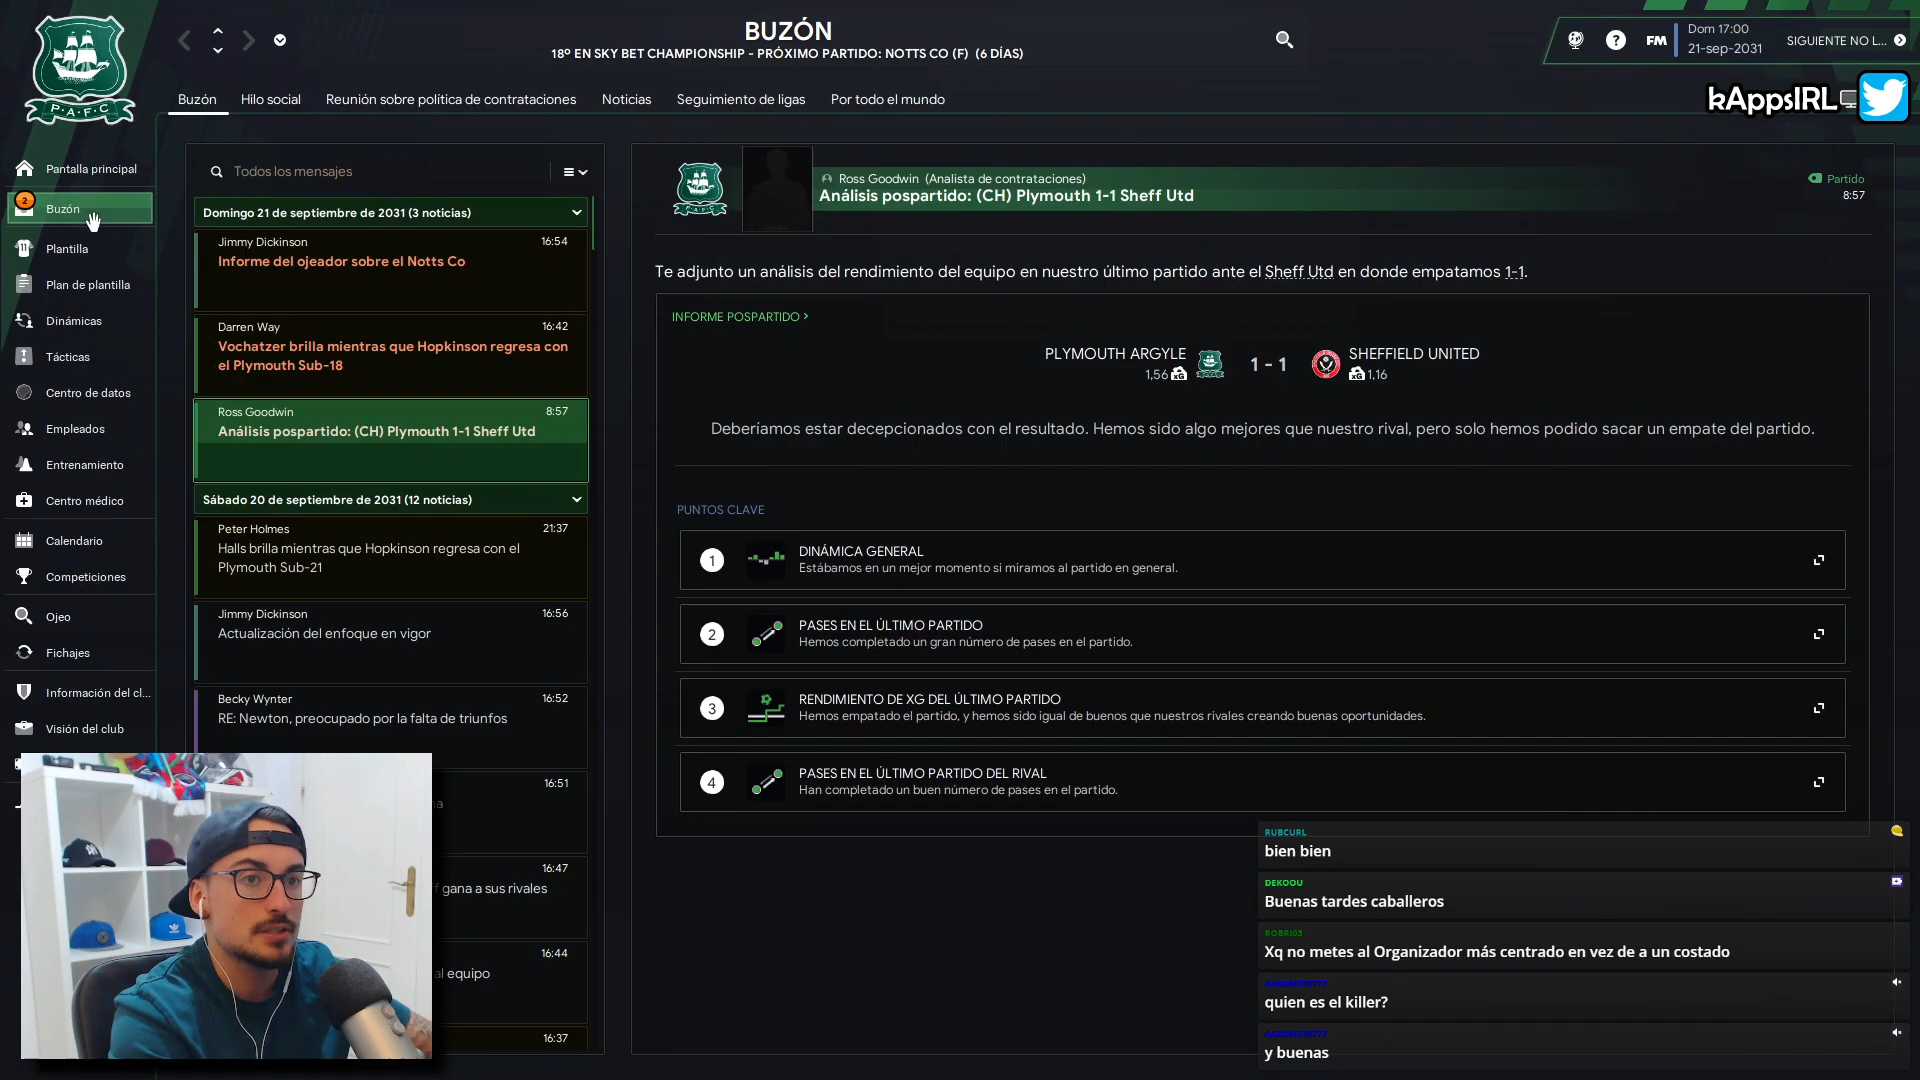 P·A·F·C
BUZÓN
18º EN SKY BET CHAMPIONSHIP - PRÓXIMO PARTIDO: NOTTS CO (F) (6 DÍAS)
FM
Dom 17:00
21-sep-2031
SIGUIENTE NO L...
kAppsIRL
Buzón
Hilo social
Reunión sobre política de contrataciones
Noticias
Seguimiento de ligas
Por todo el mundo
Pantalla principal
2
Buzón
Plantilla
Plan de plantilla
Dinámicas
Tácticas
Centro de datos
Empleados
Entrenamiento
Centro médico
Calendario
Competiciones
Ojeo
Fichajes
Información del cl...
Visión del club
Todos los mensajes
Domingo 21 de septiembre de 2031 (3 noticias)
Jimmy Dickinson
16:54
Informe del ojeador sobre el Notts Co
Darren Way
16:42
Vochatzer brilla mientras que Hopkinson regresa con
el Plymouth Sub-18
Ross Goodwin
8:57
Análisis pospartido: (CH) Plymouth 1-1 Sheff Utd
Sábado 20 de septiembre de 2031 (12 noticias)
Peter Holmes
21:37
Halls brilla mientras que Hopkinson regresa con el
Plymouth Sub-21
Jimmy Dickinson
16:56
Actualización del enfoque en vigor
Becky Wynter
16:52
RE: Newton, preocupado por la falta de triunfos
16:51
16:47
gana a sus rivales
16:44
al equipo
16:37
Ross Goodwin (Analista de contrataciones)
Análisis pospartido: (CH) Plymouth 1-1 Sheff Utd
Partido
8:57
Te adjunto un análisis del rendimiento del equipo en nuestro último partido ante el Sheff Utd en donde empatamos 1-1.
INFORME POSPARTIDO >
PLYMOUTH ARGYLE
1,56 xG
1 - 1
SHEFFIELD UNITED
xG 1,16
Deberíamos estar decepcionados con el resultado. Hemos sido algo mejores que nuestro rival, pero solo hemos podido sacar un empate del partido.
PUNTOS CLAVE
1
DINÁMICA GENERAL
Estábamos en un mejor momento si miramos al partido en general.
2
PASES EN EL ÚLTIMO PARTIDO
Hemos completado un gran número de pases en el partido.
3
RENDIMIENTO DE XG DEL ÚLTIMO PARTIDO
Hemos empatado el partido, y hemos sido igual de buenos que nuestros rivales creando buenas oportunidades.
4
PASES EN EL ÚLTIMO PARTIDO DEL RIVAL
Han completado un buen número de pases en el partido.
RUBCURL
bien bien
DEKOOU
Buenas tardes caballeros
ROBRI03
Xq no metes al Organizador más centrado en vez de a un costado
quien es el killer?
y buenas